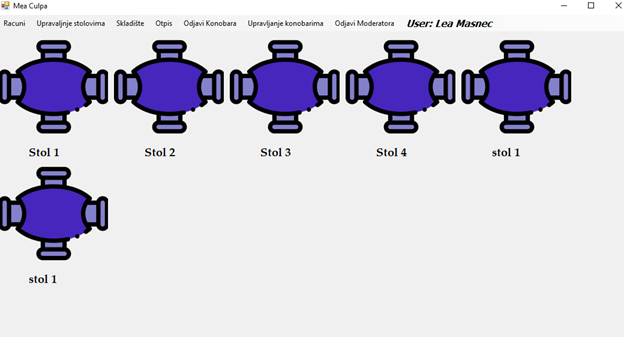 Mea Culpa
Racuni Upravaljnje stolovima Skladište Otpis Odjavi Konobara Upravljanje konobarima Odjavi Moderatora User: Lea Masnec
Stol 1 Stol 2 Stol 3 Stol 4 stol 1
stol 1